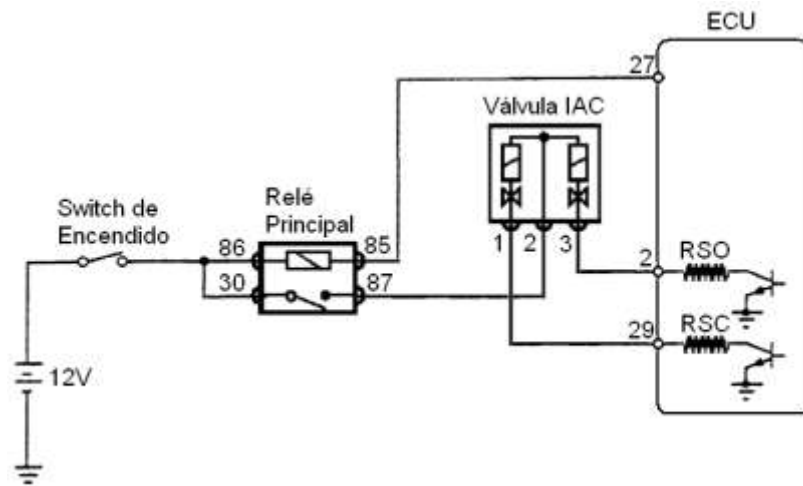 ECU
27
Válvula IAC
Switch de
Encendido
Relé
Principal
86
85
1
2
3
30
87
2
RSO
29
RSC
12V